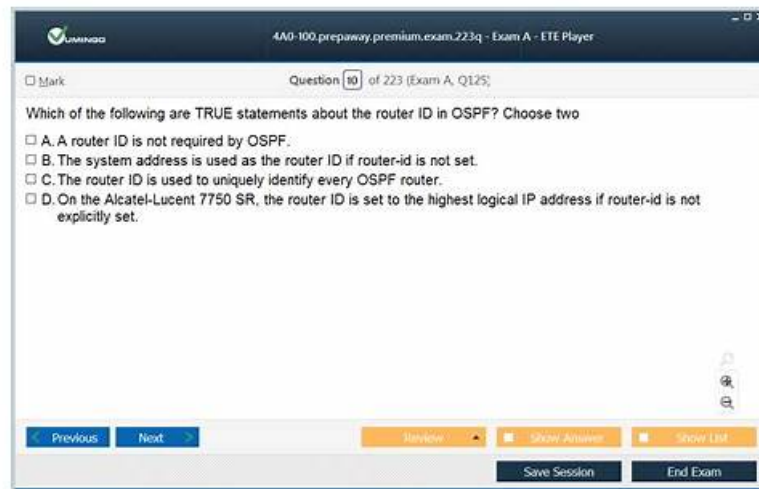 VUMINGO
4A0-100.prepaway.premium.exam.223q - Exam A - ETE Player
Mark
Question 10 of 223 (Exam A, Q125)
Which of the following are TRUE statements about the router ID in OSPF? Choose two
A. A router ID is not required by OSPF.
B. The system address is used as the router ID if router-id is not set.
C. The router ID is used to uniquely identify every OSPF router.
D. On the Alcatel-Lucent 7750 SR, the router ID is set to the highest logical IP address if router-id is not
explicitly set.
Previous Next Review Show Answer Show List
Save Session End Exam